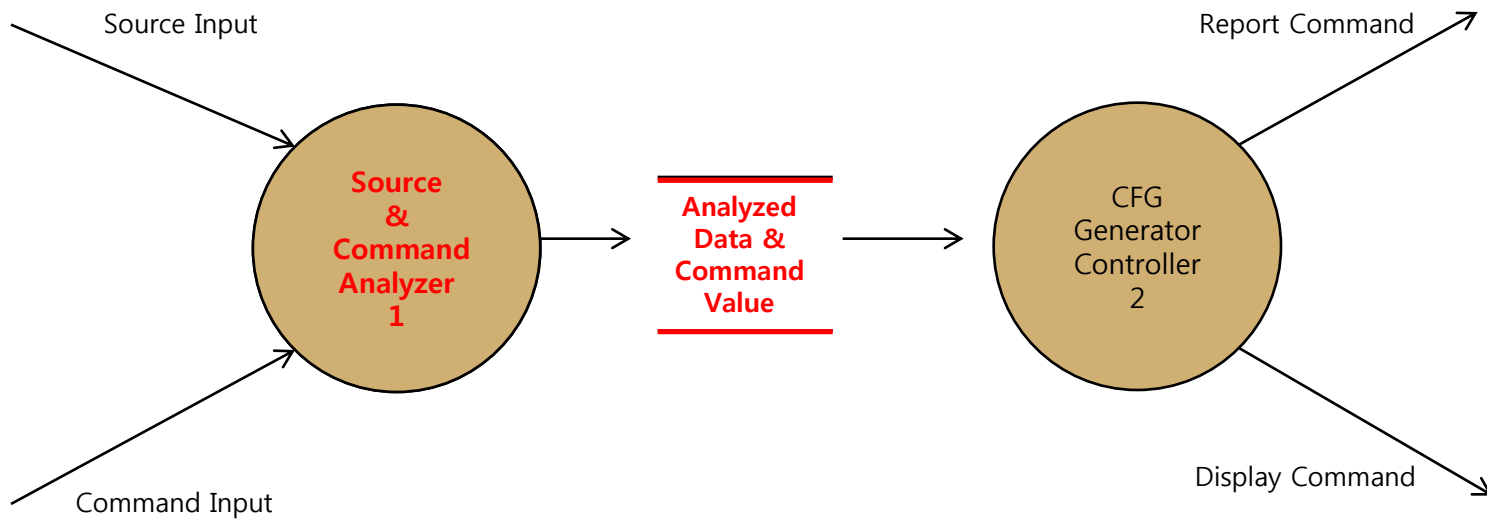 Source Input
Report Command
Source
&
Command
Analyzer
1
Analyzed
Data &
Command
Value
CFG
Generator
Controller
2
Command Input
Display Command